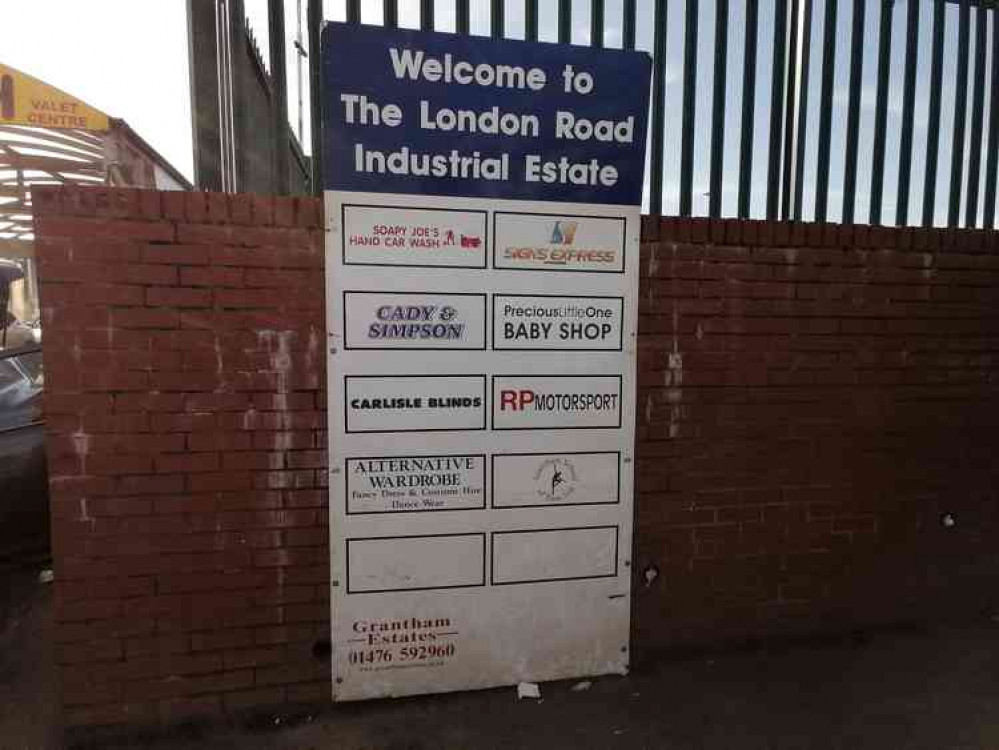 VALET
CENTRE
Welcome to
The London Road
Industrial Estate
SOAPY JOE'S
HAND CAR WASH
SIGNS EXPRESS
CADY &
SIMPSON
PreciousLittleOne
BABY SHOP
CARLISLE BLINDS
RPMOTORSPORT
ALTERNATIVE
WARDROBE
Fancy Dress & Costume Hire
Dance Wear
Grantham
Estates
01476 592960